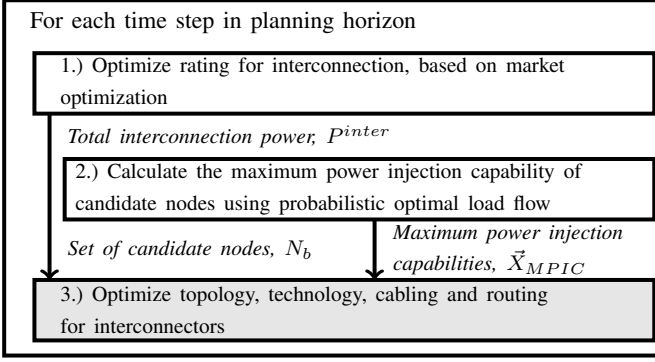 For each time step in planning horizon
1.) Optimize rating for interconnection, based on market
optimization
Total interconnection power, P^{inter}
2.) Calculate the maximum power injection capability of
candidate nodes using probabilistic optimal load flow
Set of candidate nodes, N_b
Maximum power injection
capabilities, \vec{X}_{MPIC}
3.) Optimize topology, technology, cabling and routing
for interconnectors